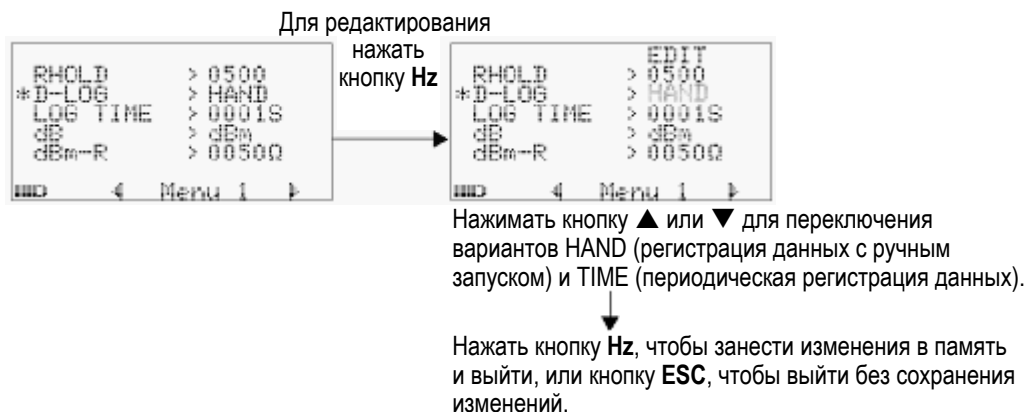 Для редактирования
нажать
кнопку Hz
RHOLD > 0500
*D-LOG > HAND
LOG TIME > 0001S
dB > dBm
dBm-R > 0050Ω
◀ Menu 1 ▶
EDIT
RHOLD > 0500
*D-LOG > HAND
LOG TIME > 0001S
dB > dBm
dBm-R > 0050Ω
◀ Menu 1 ▶
Нажимать кнопку ▲ или ▼ для переключения
вариантов HAND (регистрация данных с ручным
запуском) и TIME (периодическая регистрация данных).
Нажать кнопку Hz, чтобы занести изменения в память
и выйти, или кнопку ESC, чтобы выйти без сохранения
изменений.